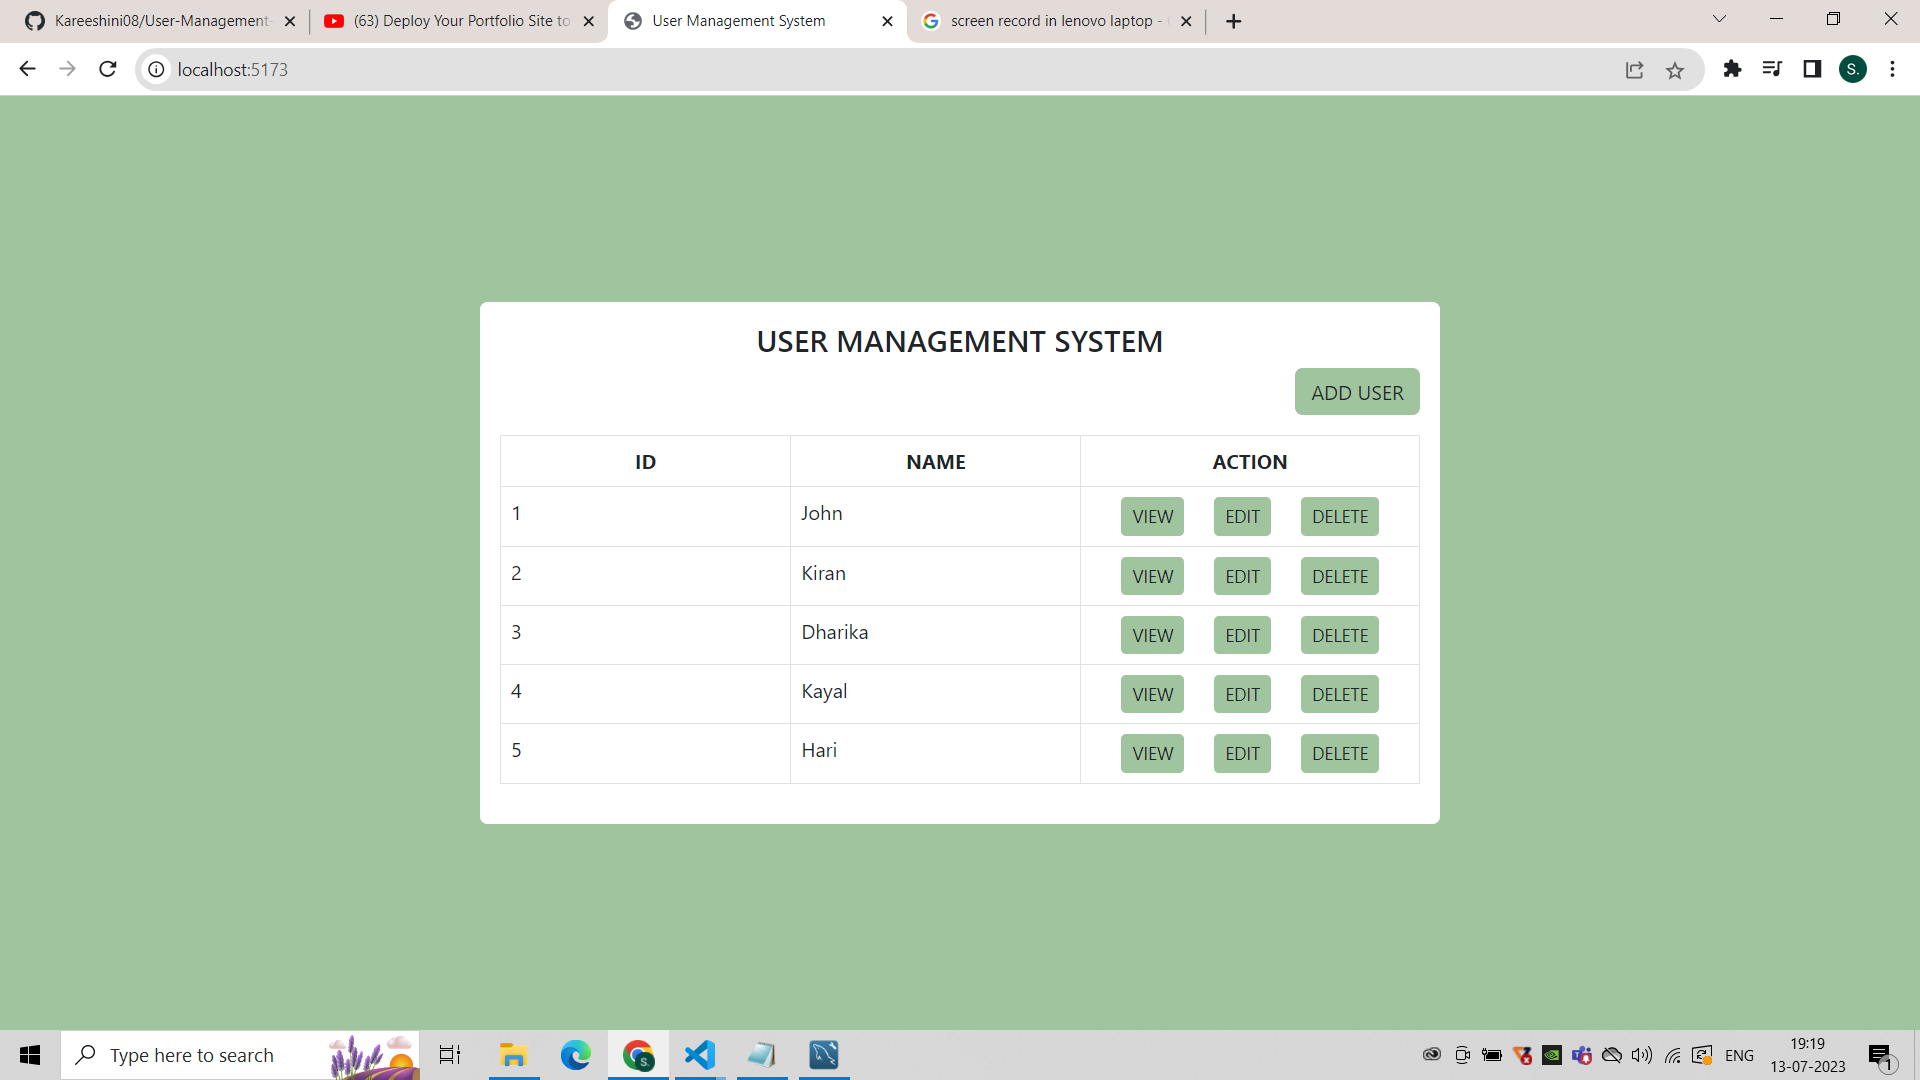 Kareeshini08/User-Management-
(63) Deploy Your Portfolio Site to
User Management System
screen record in lenovo laptop -
localhost:5173
S.
USER MANAGEMENT SYSTEM
ADD USER
ID NAME ACTION
1 John VIEW EDIT DELETE
2 Kiran VIEW EDIT DELETE
3 Dharika VIEW EDIT DELETE
4 Kayal VIEW EDIT DELETE
5 Hari VIEW EDIT DELETE
Type here to search
S.
ENG
19:19
13-07-2023
1